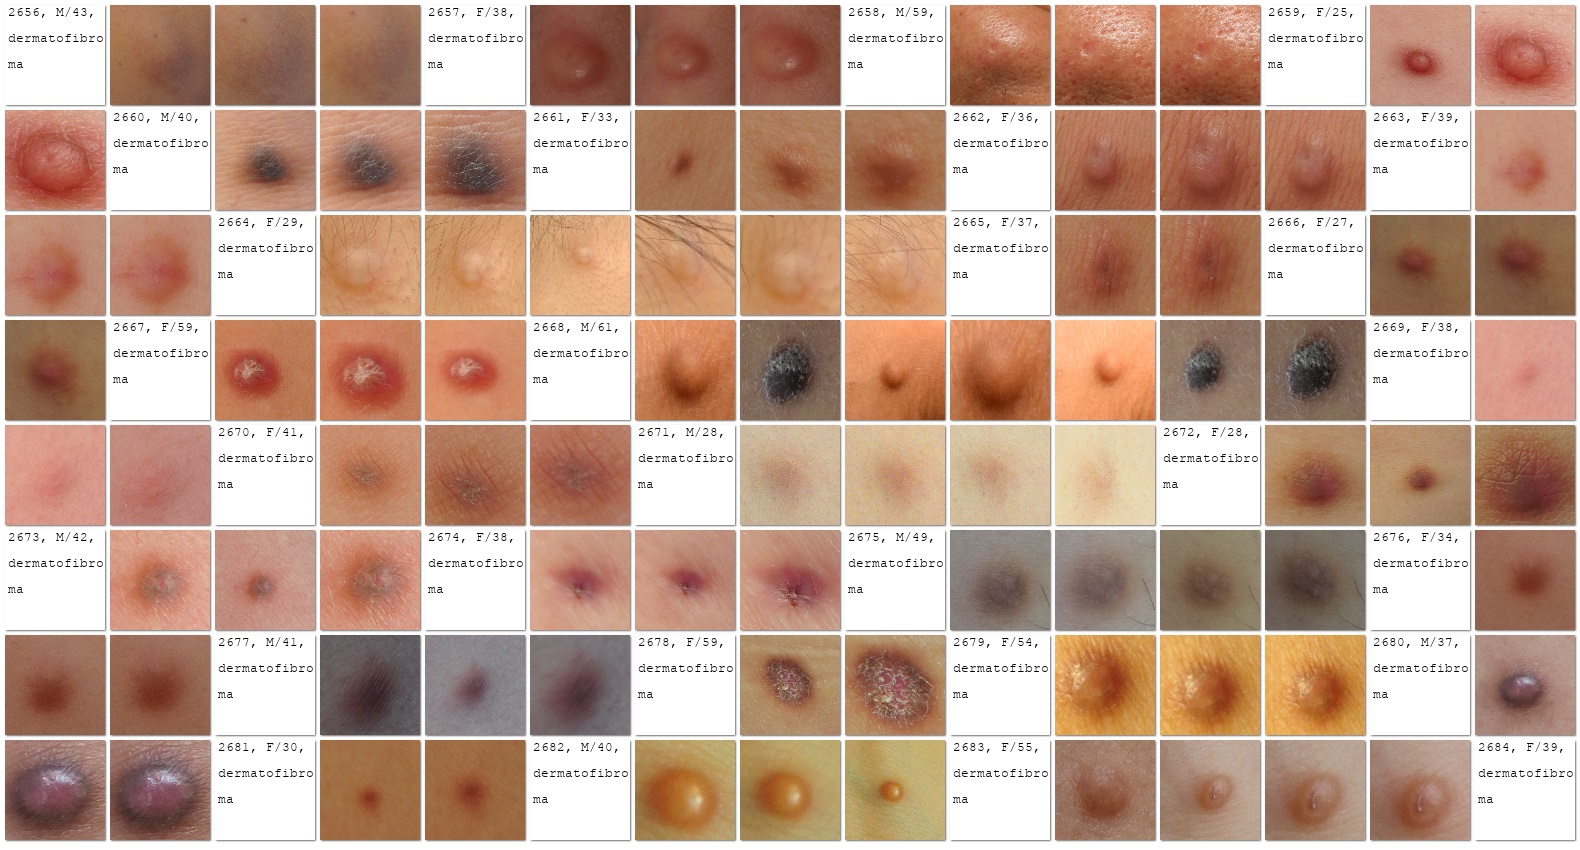 2656, M/43,
dermatofibro
ma
2657, F/38,
dermatofibro
ma
2658, M/59,
dermatofibro
ma
2659, F/25,
dermatofibro
ma
2660, M/40,
dermatofibro
ma
2661, F/33,
dermatofibro
ma
2662, F/36,
dermatofibro
ma
2663, F/39,
dermatofibro
ma
2664, F/29,
dermatofibro
ma
2665, F/37,
dermatofibro
ma
2666, F/27,
dermatofibro
ma
2667, F/59,
dermatofibro
ma
2668, M/61,
dermatofibro
ma
2669, F/38,
dermatofibro
ma
2670, F/41,
dermatofibro
ma
2671, M/28,
dermatofibro
ma
2672, F/28,
dermatofibro
ma
2673, M/42,
dermatofibro
ma
2674, F/38,
dermatofibro
ma
2675, M/49,
dermatofibro
ma
2676, F/34,
dermatofibro
ma
2677, M/41,
dermatofibro
ma
2678, F/59,
dermatofibro
ma
2679, F/54,
dermatofibro
ma
2680, M/37,
dermatofibro
ma
2681, F/30,
dermatofibro
ma
2682, M/40,
dermatofibro
ma
2683, F/55,
dermatofibro
ma
2684, F/39,
dermatofibro
ma